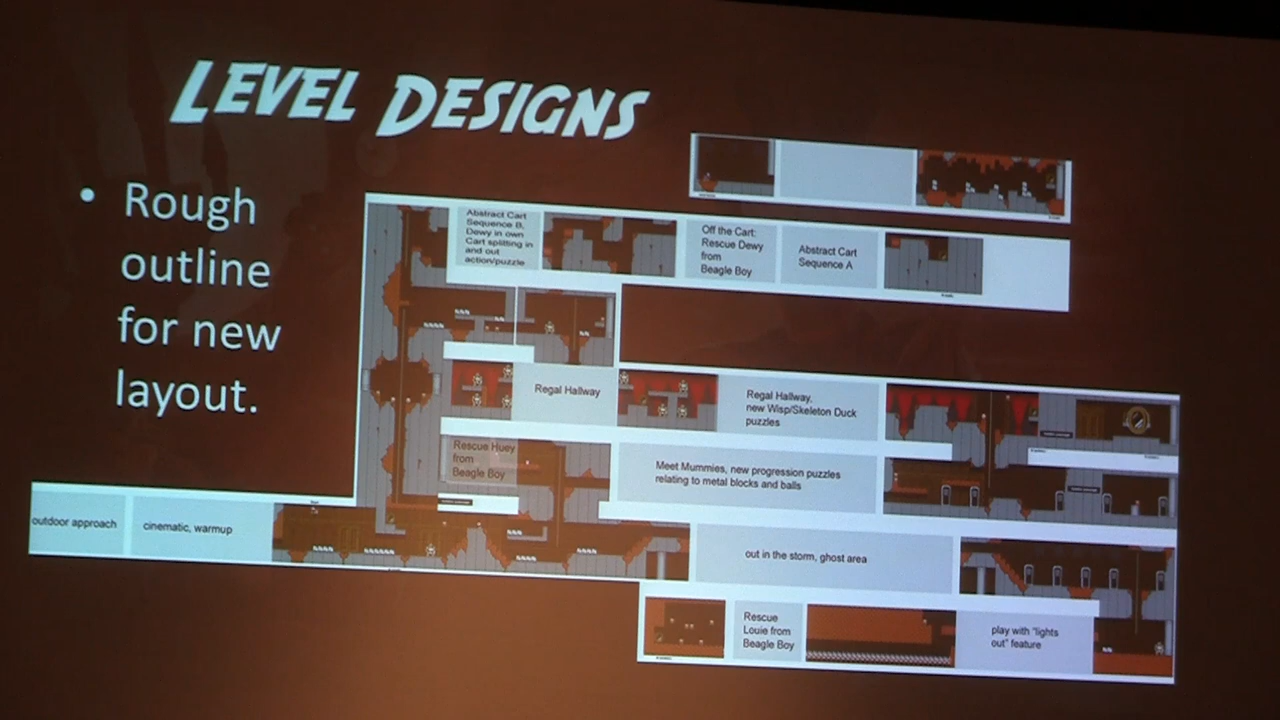 LEVEL DESIGNS
• Rough
outline
for new
layout.
Abstract Cart
Sequence B,
Dewy in own
Cart splitting in
and out
action/puzzle
Off the Cart:
Rescue Dewy
from
Beagle Boy
Abstract Cart
Sequence A
Regal Hallway
Regal Hallway,
new Wisp/Skeleton Duck
puzzles
Rescue Huey
from
Beagle Boy
Meet Mummies, new progression puzzles
relating to metal blocks and balls
outdoor approach
cinematic, warmup
out in the storm, ghost area
Rescue
Louie from
Beagle Boy
play with "lights
out" feature